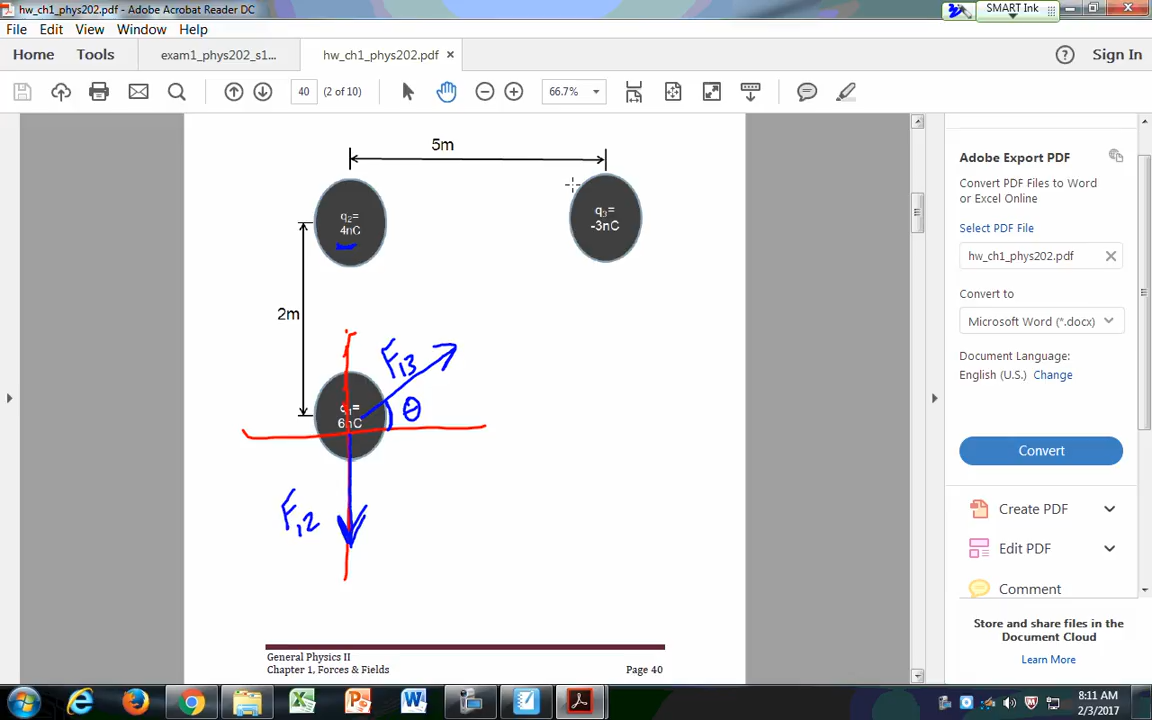 hw_ch1_phys202.pdf - Adobe Acrobat Reader DC
SMART Ink
File Edit View Window Help
Home Tools exam1_phys202_s1... hw_ch1_phys202.pdf × Sign In
40 (2 of 10) 66.7%
5m
q₂=
4nC
q₃=
-3nC
2m
F₁₃
θ
q₁=
6nC
F₁₂
General Physics II
Chapter 1, Forces & Fields Page 40
Adobe Export PDF
Convert PDF Files to Word
or Excel Online
Select PDF File
hw_ch1_phys202.pdf
Convert to
Microsoft Word (*.docx)
Document Language:
English (U.S.) Change
Convert
Create PDF
Edit PDF
Comment
Store and share files in the
Document Cloud
Learn More
8:11 AM
2/3/2017